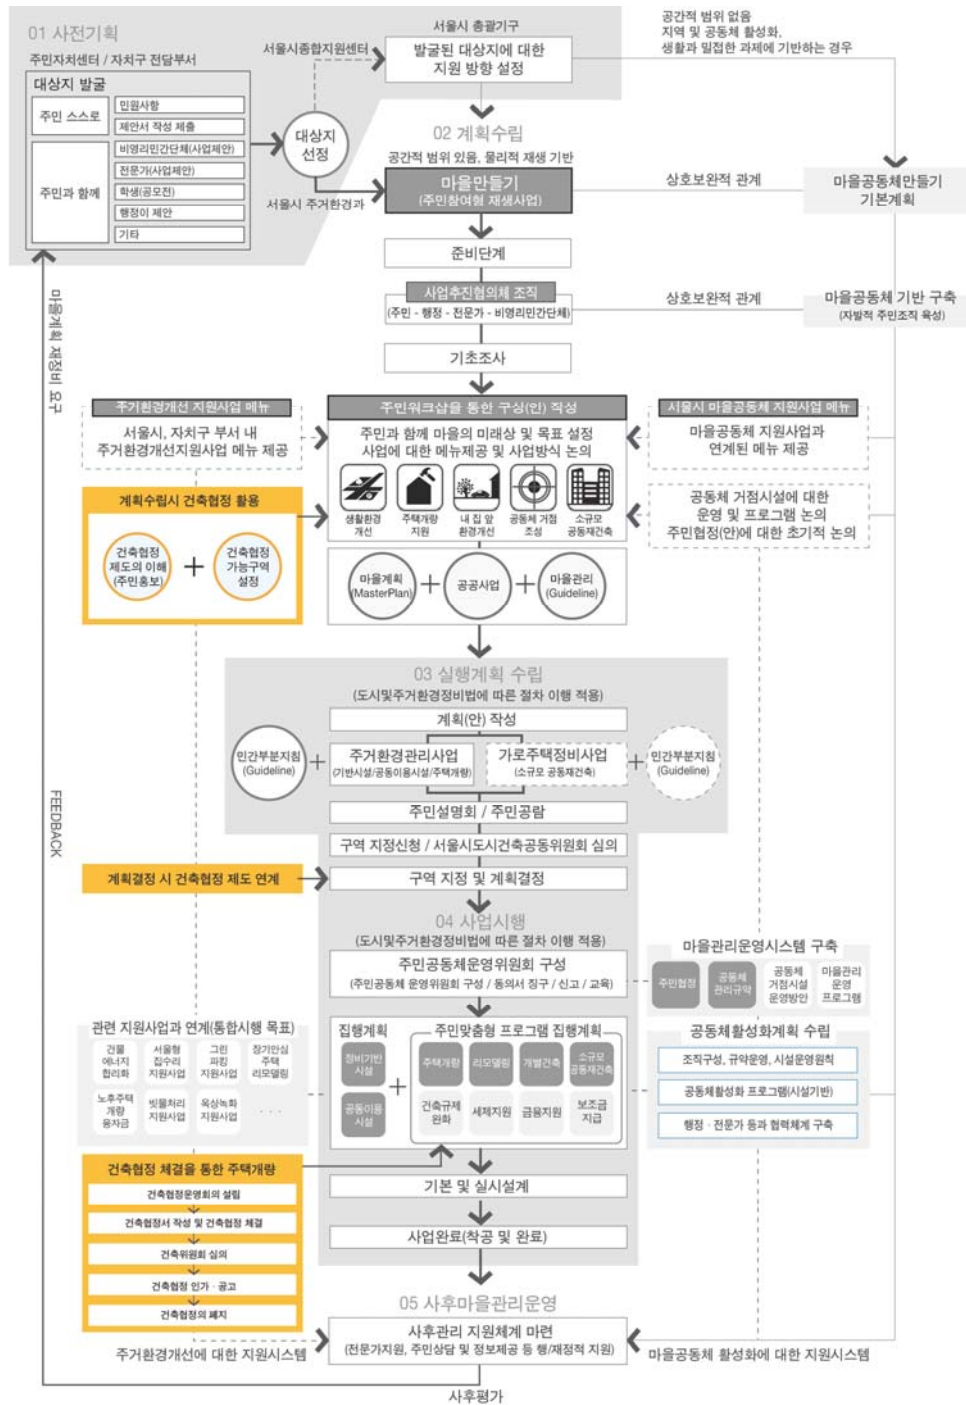 01 사전기획
주민자치센터 / 자치구 전담부서
대상지 발굴
주민 스스로
민원사항
제안서 작성 제출
주민과 함께
비영리민간단체(사업제안)
전문가(사업제안)
학생(공모전)
행정이 제안
기타
대상지
선정
서울시종합지원센터
서울시 주거환경과
서울시 총괄기구
발굴된 대상지에 대한
지원 방향 설정
공간적 범위 없음
지역 및 공동체 활성화,
생활과 밀접한 과제에 기반하는 경우
02 계획수립
공간적 범위 있음, 물리적 재생 기반
마을만들기
(주민참여형 재생사업)
상호보완적 관계
마을공동체만들기
기본계획
준비단계
사업추진협의체 조직
(주민 - 행정 - 전문가 - 비영리민간단체)
상호보완적 관계
마을공동체 기반 구축
(자발적 주민조직 육성)
기초조사
마을계획 재정비 요구
주거환경개선 지원사업 메뉴
서울시, 자치구 부서 내
주거환경개선지원사업 메뉴 제공
주민워크샵을 통한 구상(안) 작성
주민과 함께 마을의 미래상 및 목표 설정
사업에 대한 메뉴제공 및 사업방식 논의
생활환경
개선
주택개량
지원
내 집 앞
환경개선
공동체 거점
조성
소규모
공동재건축
서울시 마을공동체 지원사업 메뉴
마을공동체 지원사업과
연계된 메뉴 제공
공동체 거점시설에 대한
운영 및 프로그램 논의
주민협정(안)에 대한 초기적 논의
계획수립시 건축협정 활용
건축협정
제도의 이해
(주민홍보)
+
건축협정
가능구역
설정
마을계획
(MasterPlan)
+
공공사업
+
마을관리
(Guideline)
03 실행계획 수립
(도시및주거환경정비법에 따른 절차 이행 적용)
계획(안) 작성
민간부분지침
(Guideline)
+
주거환경관리사업
(기반시설/공동이용시설/주택개량)
가로주택정비사업
(소규모 공동재건축)
+
민간부분지침
(Guideline)
주민설명회 / 주민공람
구역 지정신청 / 서울시도시건축공동위원회 심의
구역 지정 및 계획결정
계획결정 시 건축협정 제도 연계
FEEDBACK
04 사업시행
(도시및주거환경정비법에 따른 절차 이행 적용)
주민공동체운영위원회 구성
(주민공동체 운영위원회 구성 / 동의서 징구 / 신고 / 교육)
마을관리운영시스템 구축
주민협정
공동체
관리규약
공동체
거점시설
운영방안
마을관리
운영
프로그램
관련 지원사업과 연계(통합시행 목표)
건물
에너지
합리화
서울형
집수리
지원사업
그린
파킹
지원사업
장기안심
주택
리모델링
노후주택
개량
융자금
빗물처리
지원사업
옥상녹화
지원사업
. . .
집행계획
정비기반
시설
공동이용
시설
+
주민맞춤형 프로그램 집행계획
주택개량
리모델링
개별건축
소규모
공동재건축
건축규제
완화
세제지원
금융지원
보조금
지급
공동체활성화계획 수립
조직구성, 규약운영, 시설운영원칙
공동체활성화 프로그램(시설기반)
행정 · 전문가 등과 협력체계 구축
건축협정 체결을 통한 주택개량
건축협정운영회의 설립
건축협정서 작성 및 건축협정 체결
건축위원회 심의
건축협정 인가 · 공고
건축협정의 폐지
기본 및 실시설계
사업완료(착공 및 완료)
05 사후마을관리운영
사후관리 지원체계 마련
(전문가지원, 주민상담 및 정보제공 등 행/재정적 지원)
주거환경개선에 대한 지원시스템
마을공동체 활성화에 대한 지원시스템
사후평가